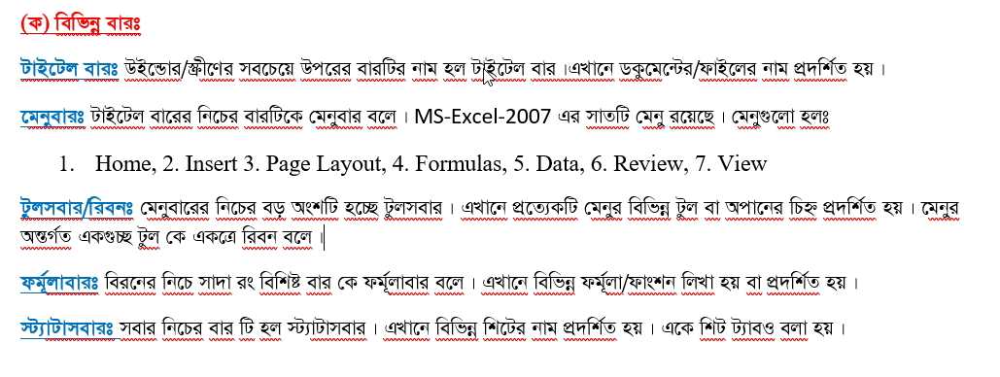 (ক) বিভিন্ন বারঃ
টাইটেল বারঃ উইন্ডোর/স্ক্রীণের সবচেয়ে উপরের বারটির নাম হল টাইটেল বার ।এখানে ডকুমেন্টের/ফাইলের নাম প্রদর্শিত হয় ।
মেনুবারঃ টাইটেল বারের নিচের বারটিকে মেনুবার বলে । MS-Excel-2007 এর সাতটি মেনু রয়েছে । মেনুগুলো হলঃ
1. Home, 2. Insert 3. Page Layout, 4. Formulas, 5. Data, 6. Review, 7. View
টুলসবার/রিবনঃ মেনুবারের নিচের বড় অংশটি হচ্ছে টুলসবার । এখানে প্রত্যেকটি মেনুর বিভিন্ন টুল বা অপানের চিহ্ন প্রদর্শিত হয় । মেনুর
অন্তর্গত একগুচ্ছ টুল কে একত্রে রিবন বলে ।
ফর্মূলাবারঃ বিরনের নিচে সাদা রং বিশিষ্ট বার কে ফর্মূলাবার বলে । এখানে বিভিন্ন ফর্মূলা/ফাংশন লিখা হয় বা প্রদর্শিত হয় ।
স্ট্যাটাসবারঃ সবার নিচের বার টি হল স্ট্যাটাসবার । এখানে বিভিন্ন শিটের নাম প্রদর্শিত হয় । একে শিট ট্যাবও বলা হয় ।